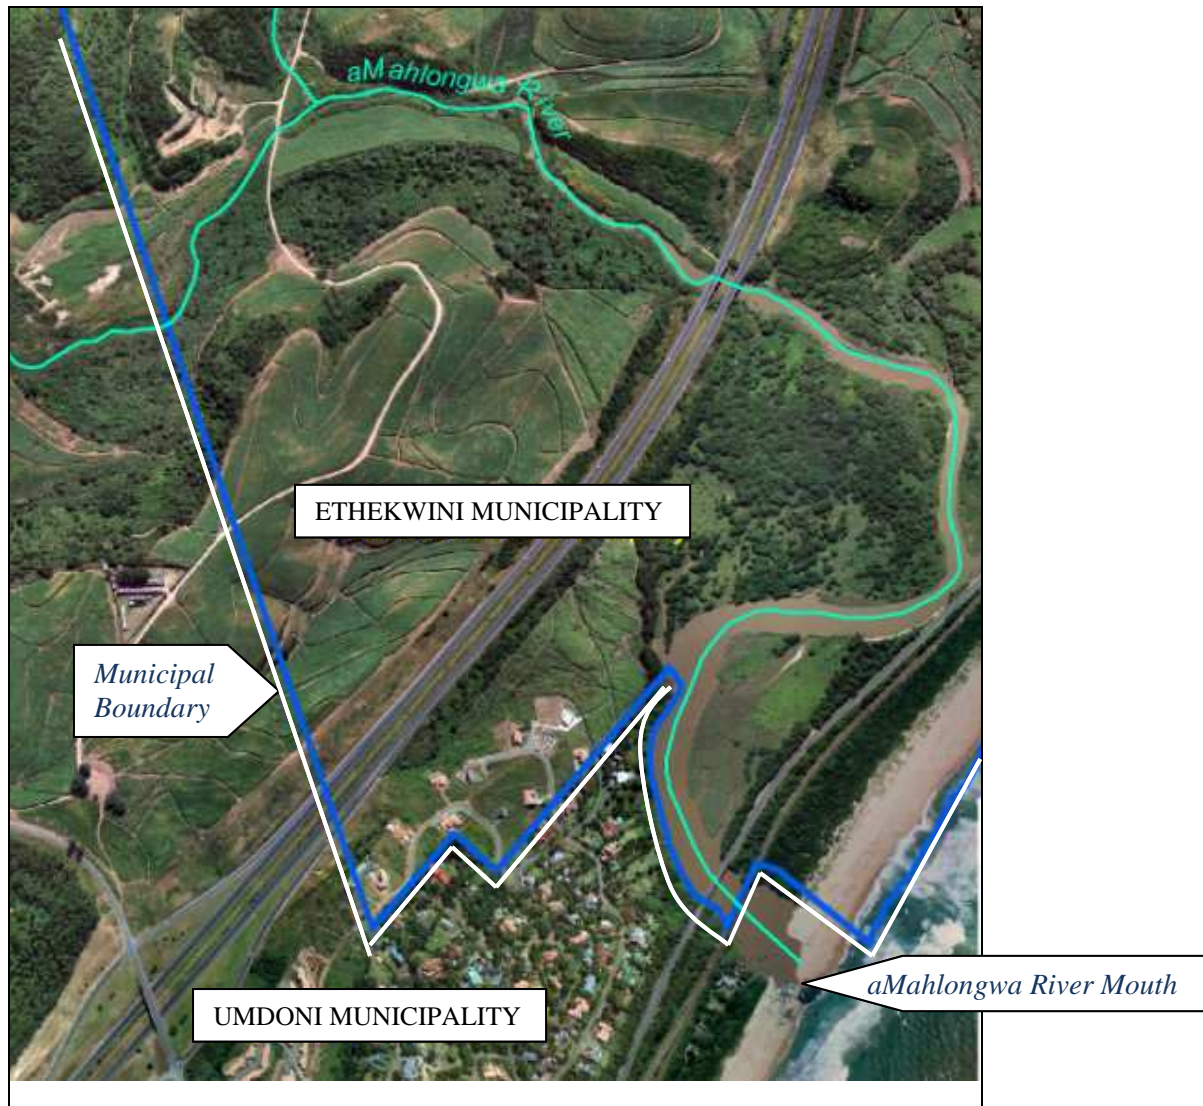 aMahlongwa River
ETHEKWINI MUNICIPALITY
Municipal
Boundary
aMahlongwa River Mouth
UMDONI MUNICIPALITY